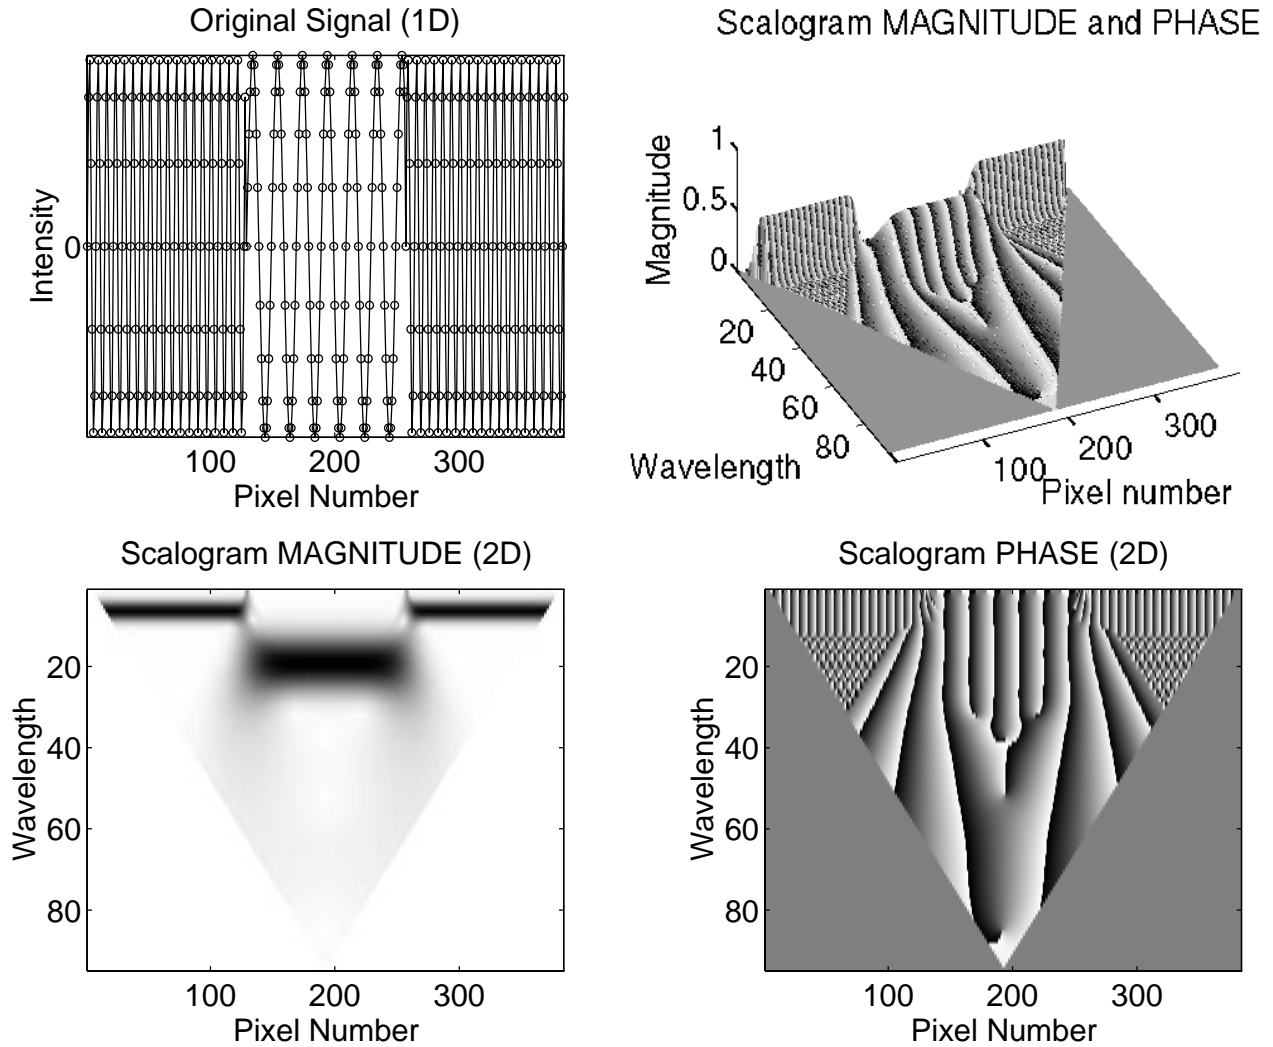 Original Signal (1D)
Intensity
0
100 200 300
Pixel Number
Scalogram MAGNITUDE and PHASE
Magnitude
1
0.5
0
20
40
60
80
Wavelength
100
200
300
Pixel number
Scalogram MAGNITUDE (2D)
Wavelength
20
40
60
80
100 200 300
Pixel Number
Scalogram PHASE (2D)
Wavelength
20
40
60
80
100 200 300
Pixel Number